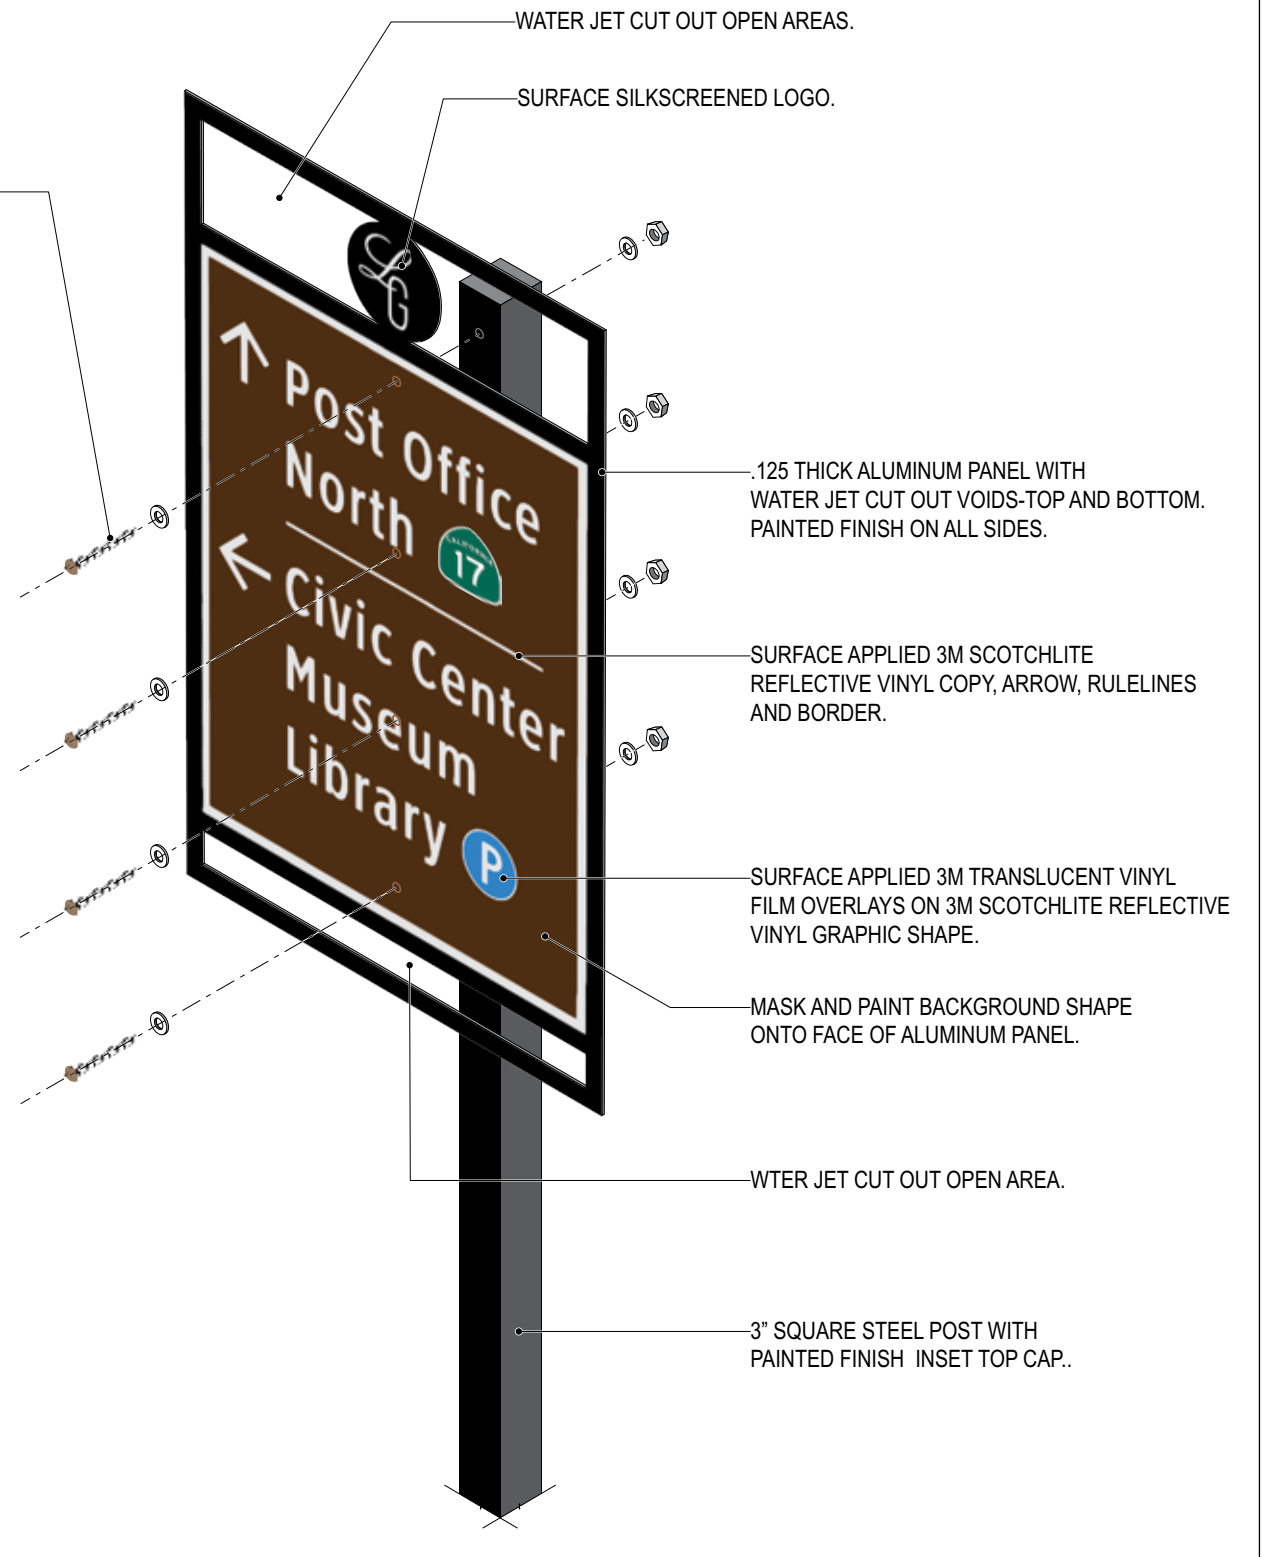 WATER JET CUT OUT OPEN AREAS.
SURFACE SILKSCREENED LOGO.
LG
Post Office
North
CALIFORNIA
17
Civic Center
Museum
Library P
.125 THICK ALUMINUM PANEL WITH
WATER JET CUT OUT VOIDS-TOP AND BOTTOM.
PAINTED FINISH ON ALL SIDES.
SURFACE APPLIED 3M SCOTCHLITE
REFLECTIVE VINYL COPY, ARROW, RULELINES
AND BORDER.
SURFACE APPLIED 3M TRANSLUCENT VINYL
FILM OVERLAYS ON 3M SCOTCHLITE REFLECTIVE
VINYL GRAPHIC SHAPE.
MASK AND PAINT BACKGROUND SHAPE
ONTO FACE OF ALUMINUM PANEL.
WTER JET CUT OUT OPEN AREA.
3” SQUARE STEEL POST WITH
PAINTED FINISH  INSET TOP CAP..